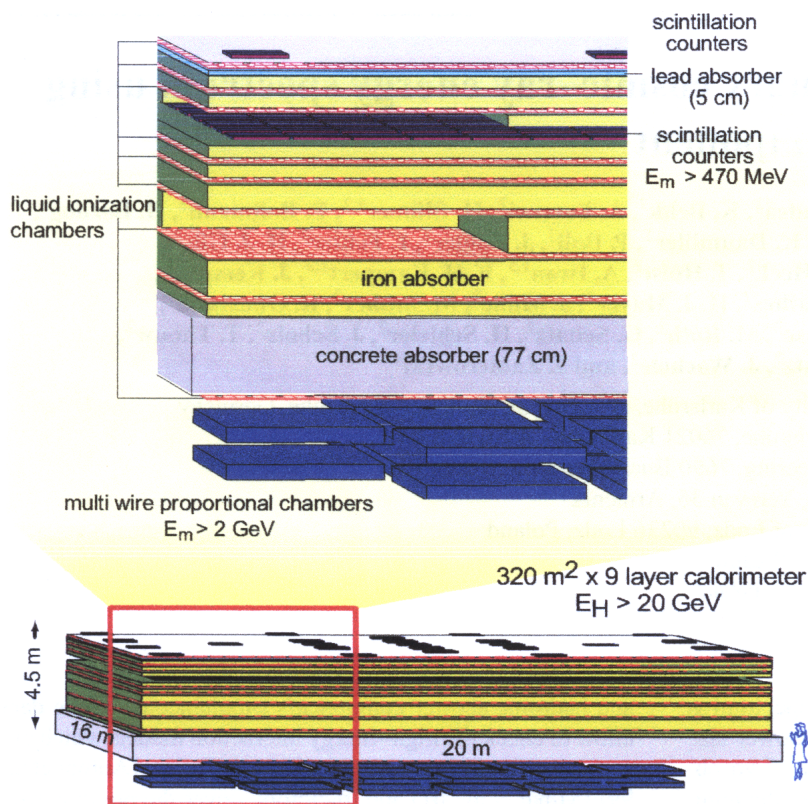 scintillation
counters
lead absorber
(5 cm)
scintillation
counters
E_m > 470 MeV
liquid ionization
chambers
iron absorber
concrete absorber (77 cm)
multi wire proportional chambers
E_m > 2 GeV
320 m² x 9 layer calorimeter
E_H > 20 GeV
4.5 m
16 m
20 m